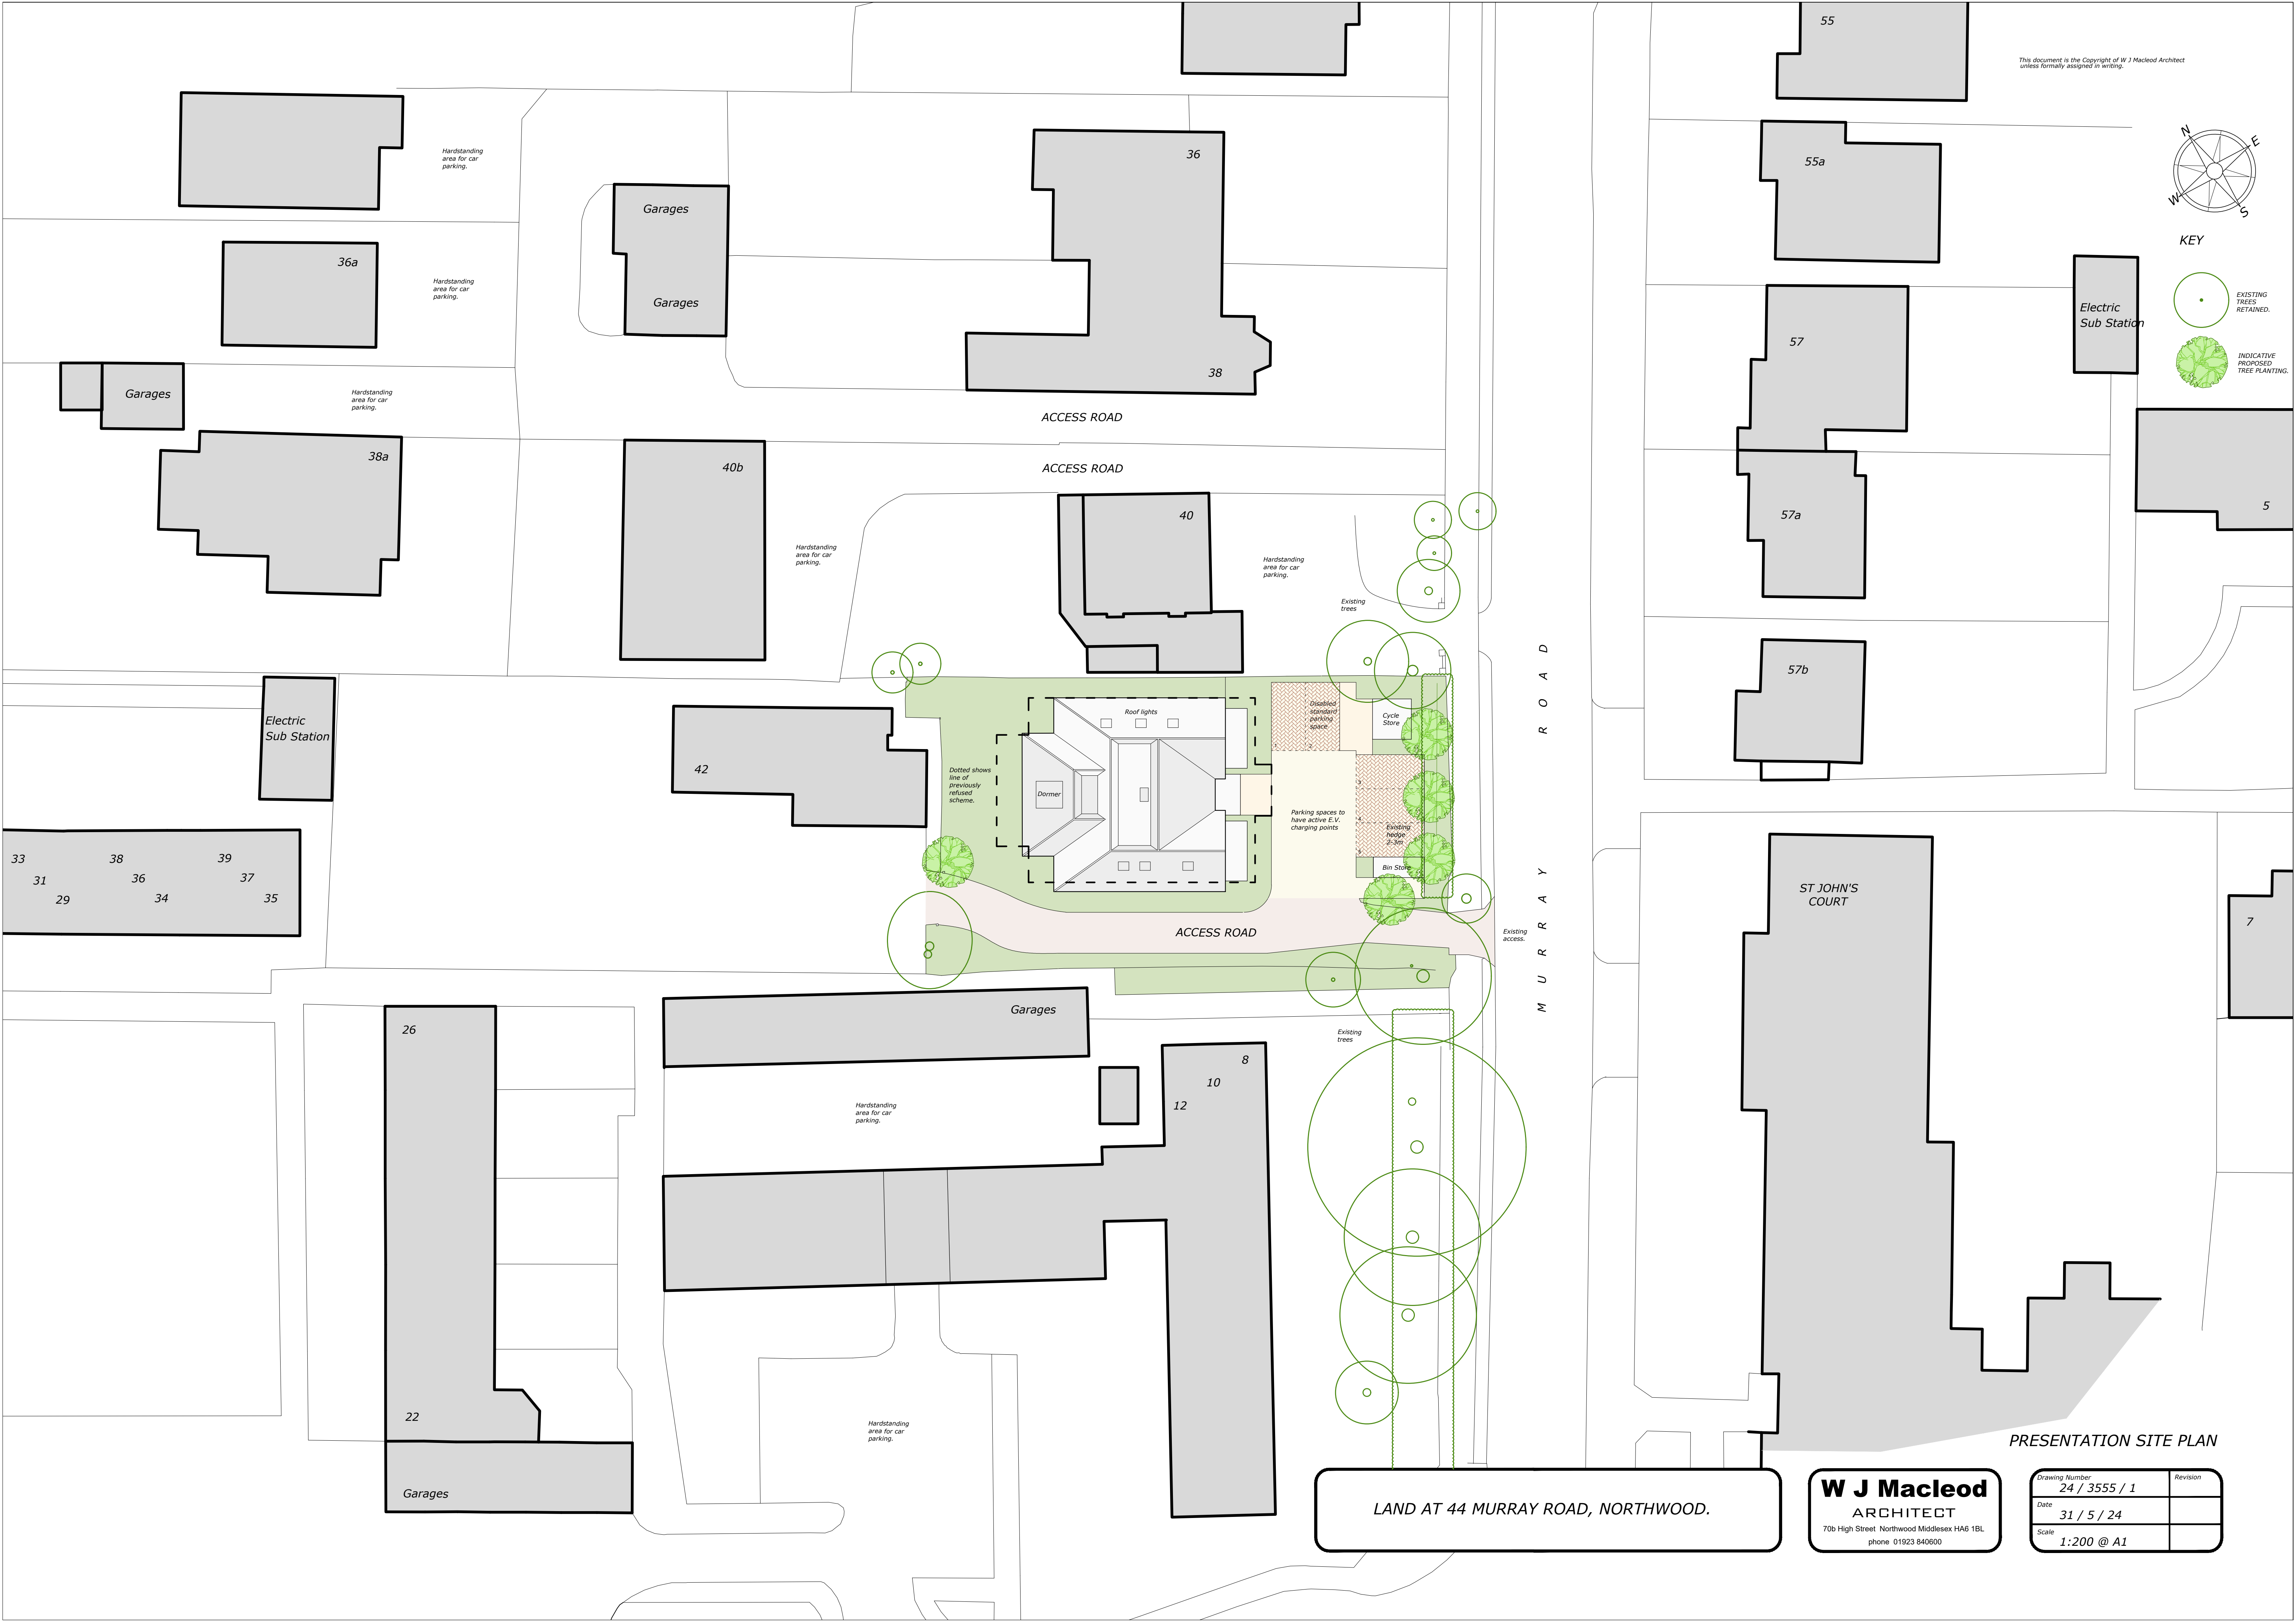 55
This document is the Copyright of W J Macleod Architect
unless formally assigned in writing.
N
E
W
S
KEY
EXISTING
TREES
RETAINED.
INDICATIVE
PROPOSED
TREE PLANTING.
Hardstanding
area for car
parking.
36
55a
Garages
Garages
36a
Hardstanding
area for car
parking.
Electric
Sub Station
57
38
Garages
Hardstanding
area for car
parking.
ACCESS ROAD
38a
40b
ACCESS ROAD
40
57a
5
Hardstanding
area for car
parking.
Hardstanding
area for car
parking.
Existing
trees
57b
MURRAY ROAD
Electric
Sub Station
42
Roof lights
Disabled
standard
parking
space
Cycle
Store
1
2
Dotted shows
line of
previously
refused
scheme.
Dormer
3
Parking spaces to
have active E.V.
charging points
4
Existing
hedge
2-3m
5
Bin Store
33
38
39
31
36
37
29
34
35
ST JOHN'S
COURT
7
ACCESS ROAD
Existing
access.
Garages
26
Existing
trees
8
10
12
Hardstanding
area for car
parking.
22
Hardstanding
area for car
parking.
Garages
PRESENTATION SITE PLAN
LAND AT 44 MURRAY ROAD, NORTHWOOD.
W J Macleod
ARCHITECT
70b High Street Northwood Middlesex HA6 1BL
phone 01923 840600
Drawing Number
24 / 3555 / 1
Revision
Date
31 / 5 / 24
Scale
1:200 @ A1